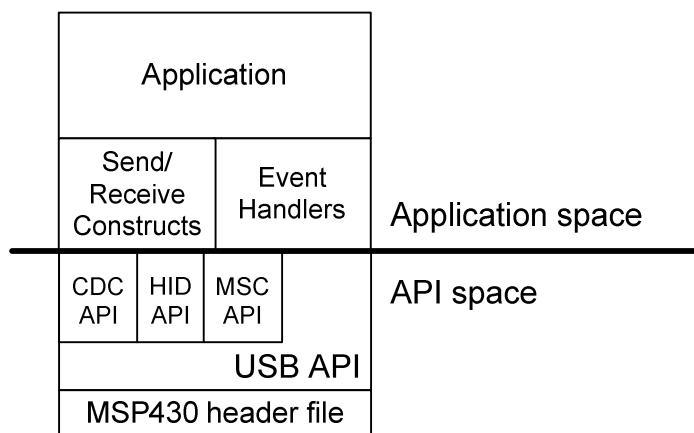 Application
Send/
Receive
Constructs
Event
Handlers
Application space
CDC
API
HID
API
MSC
API
API space
USB API
MSP430 header file